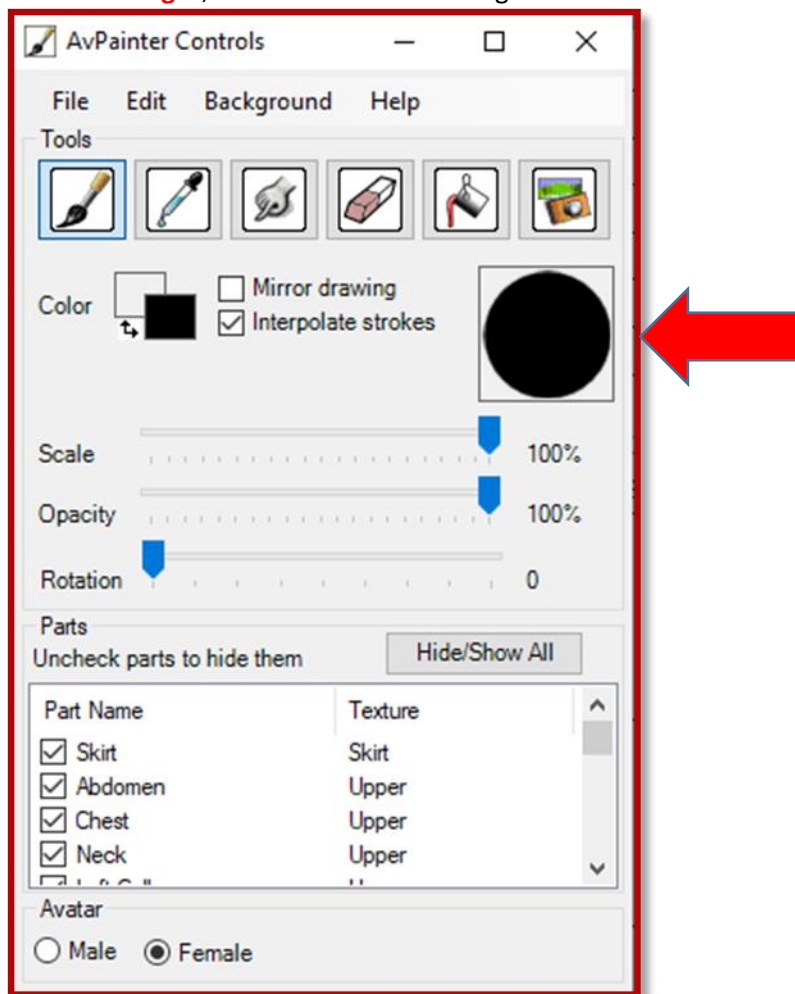 AvPainter Controls
File Edit Background Help
Tools
Color
Mirror drawing
Interpolate strokes
Scale 100%
Opacity 100%
Rotation 0
Parts
Uncheck parts to hide them Hide/Show All
Part Name Texture
Skirt Skirt
Abdomen Upper
Chest Upper
Neck Upper
Avatar
Male Female